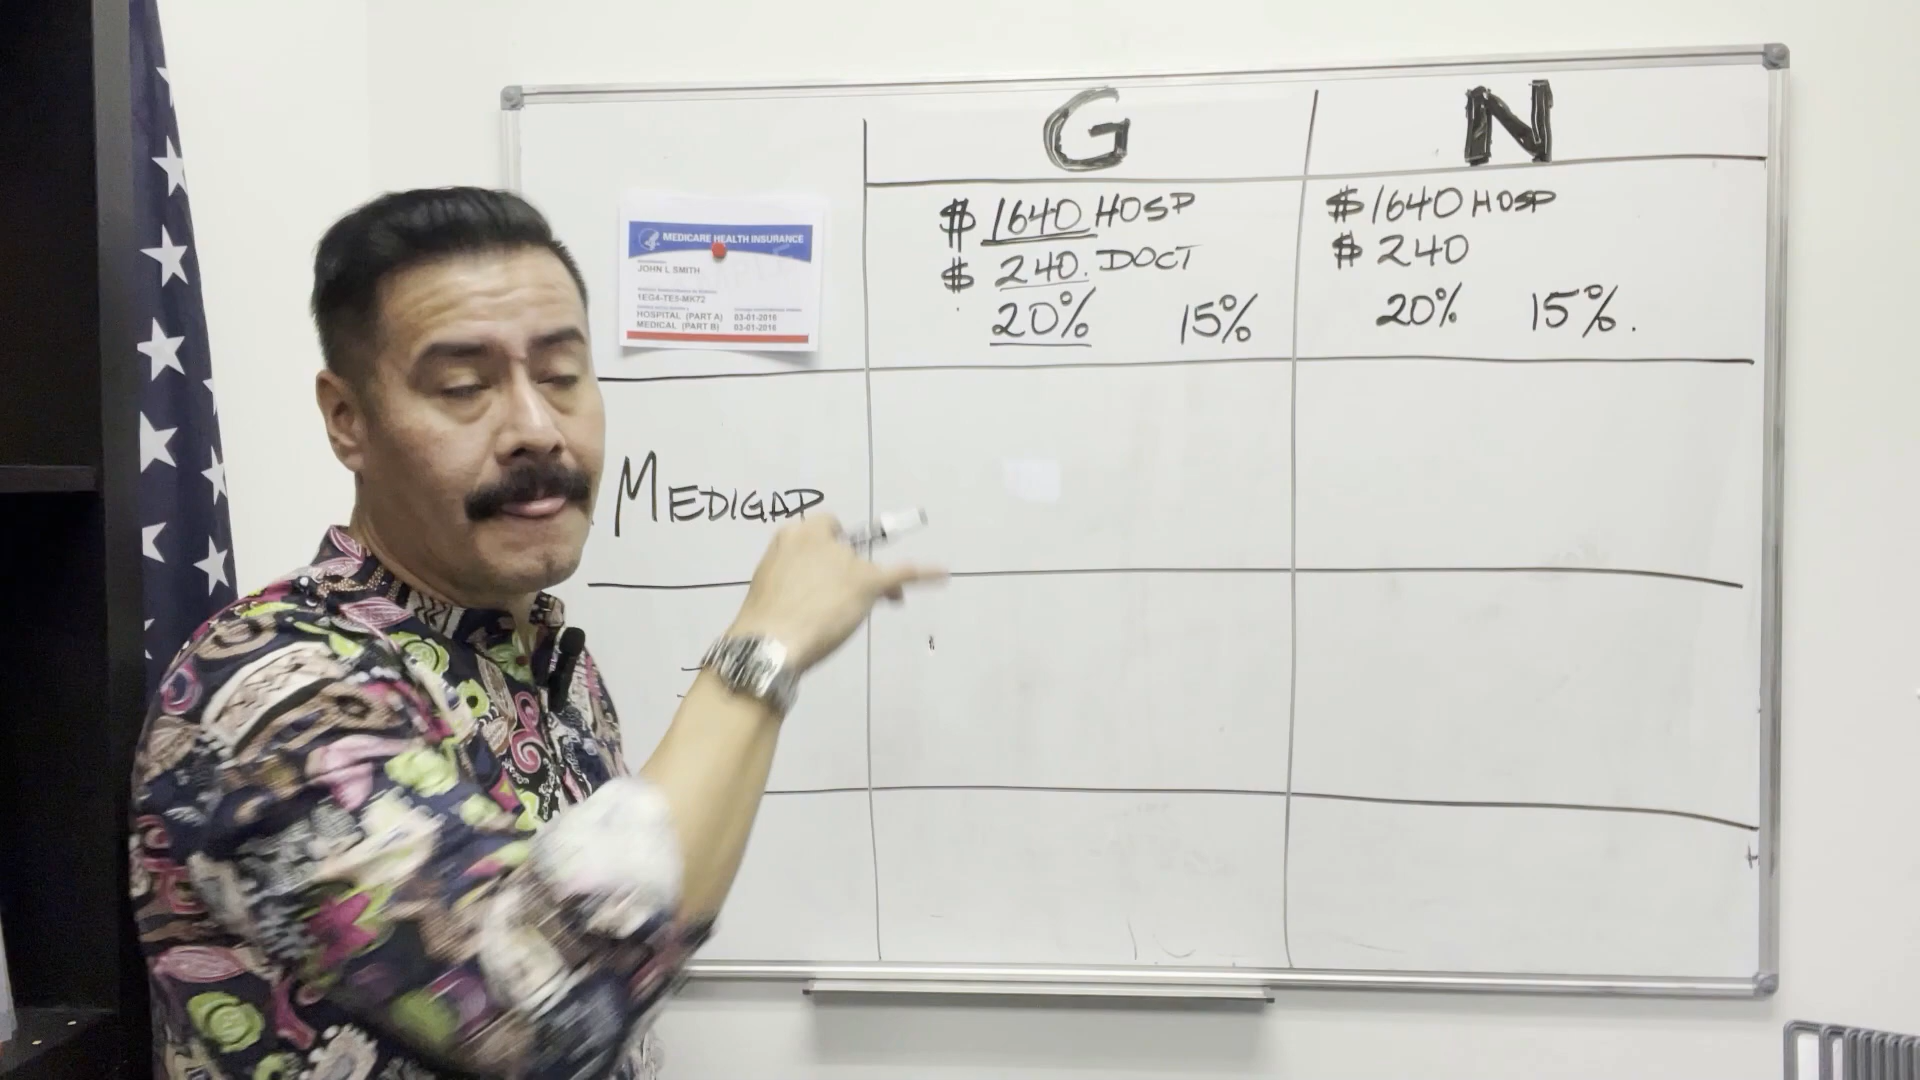 G
N
MEDICARE HEALTH INSURANCE
JOHN L SMITH
1EG4-TE5-MK72
HOSPITAL (PART A) 03-01-2016
MEDICAL (PART B) 03-01-2016
$ 1640 HOSP
$ 240. DOCT
20% 15%
$ 1640 HOSP
$ 240
20% 15%.
MEDIGAP